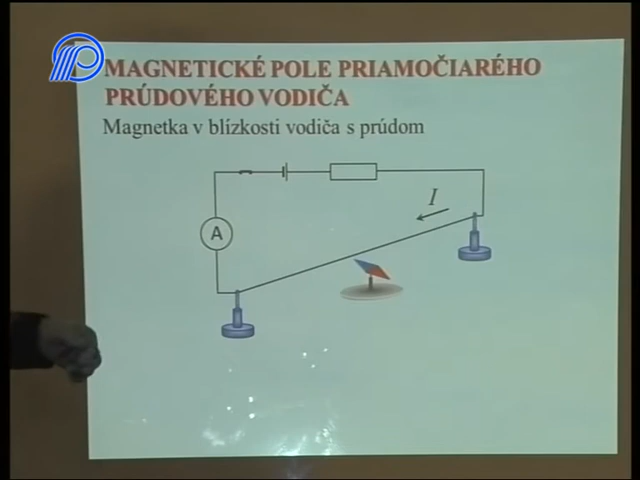 MAGNETICKÉ POLE PRIAMOČIARÉHO
PRÚDOVÉHO VODIČA
Magnetka v blízkosti vodiča s prúdom
I
A